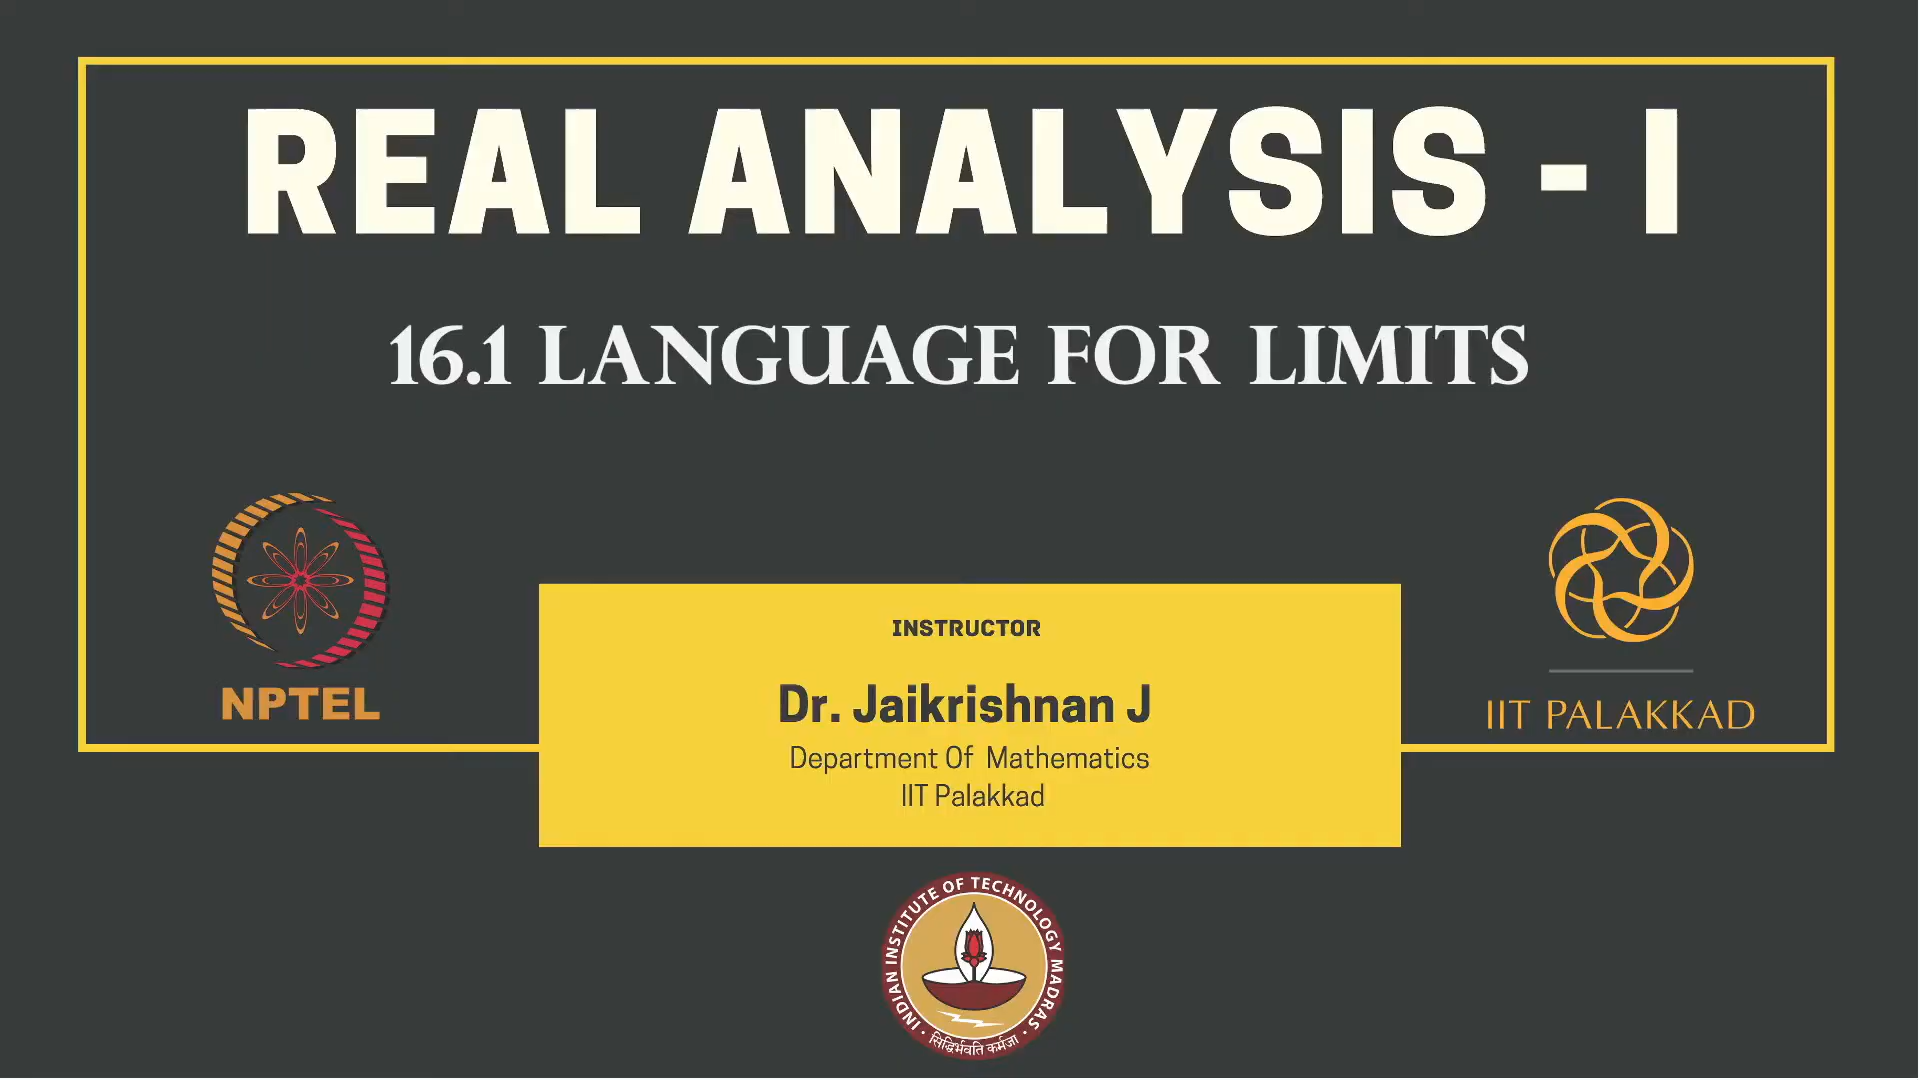 REAL ANALYSIS - I
16.1 LANGUAGE FOR LIMITS
NPTEL
IIT PALAKKAD
INSTRUCTOR
Dr. Jaikrishnan J
Department Of Mathematics
IIT Palakkad
INDIAN INSTITUTE OF TECHNOLOGY MADRAS
सिद्धिर्भवति कर्मजा